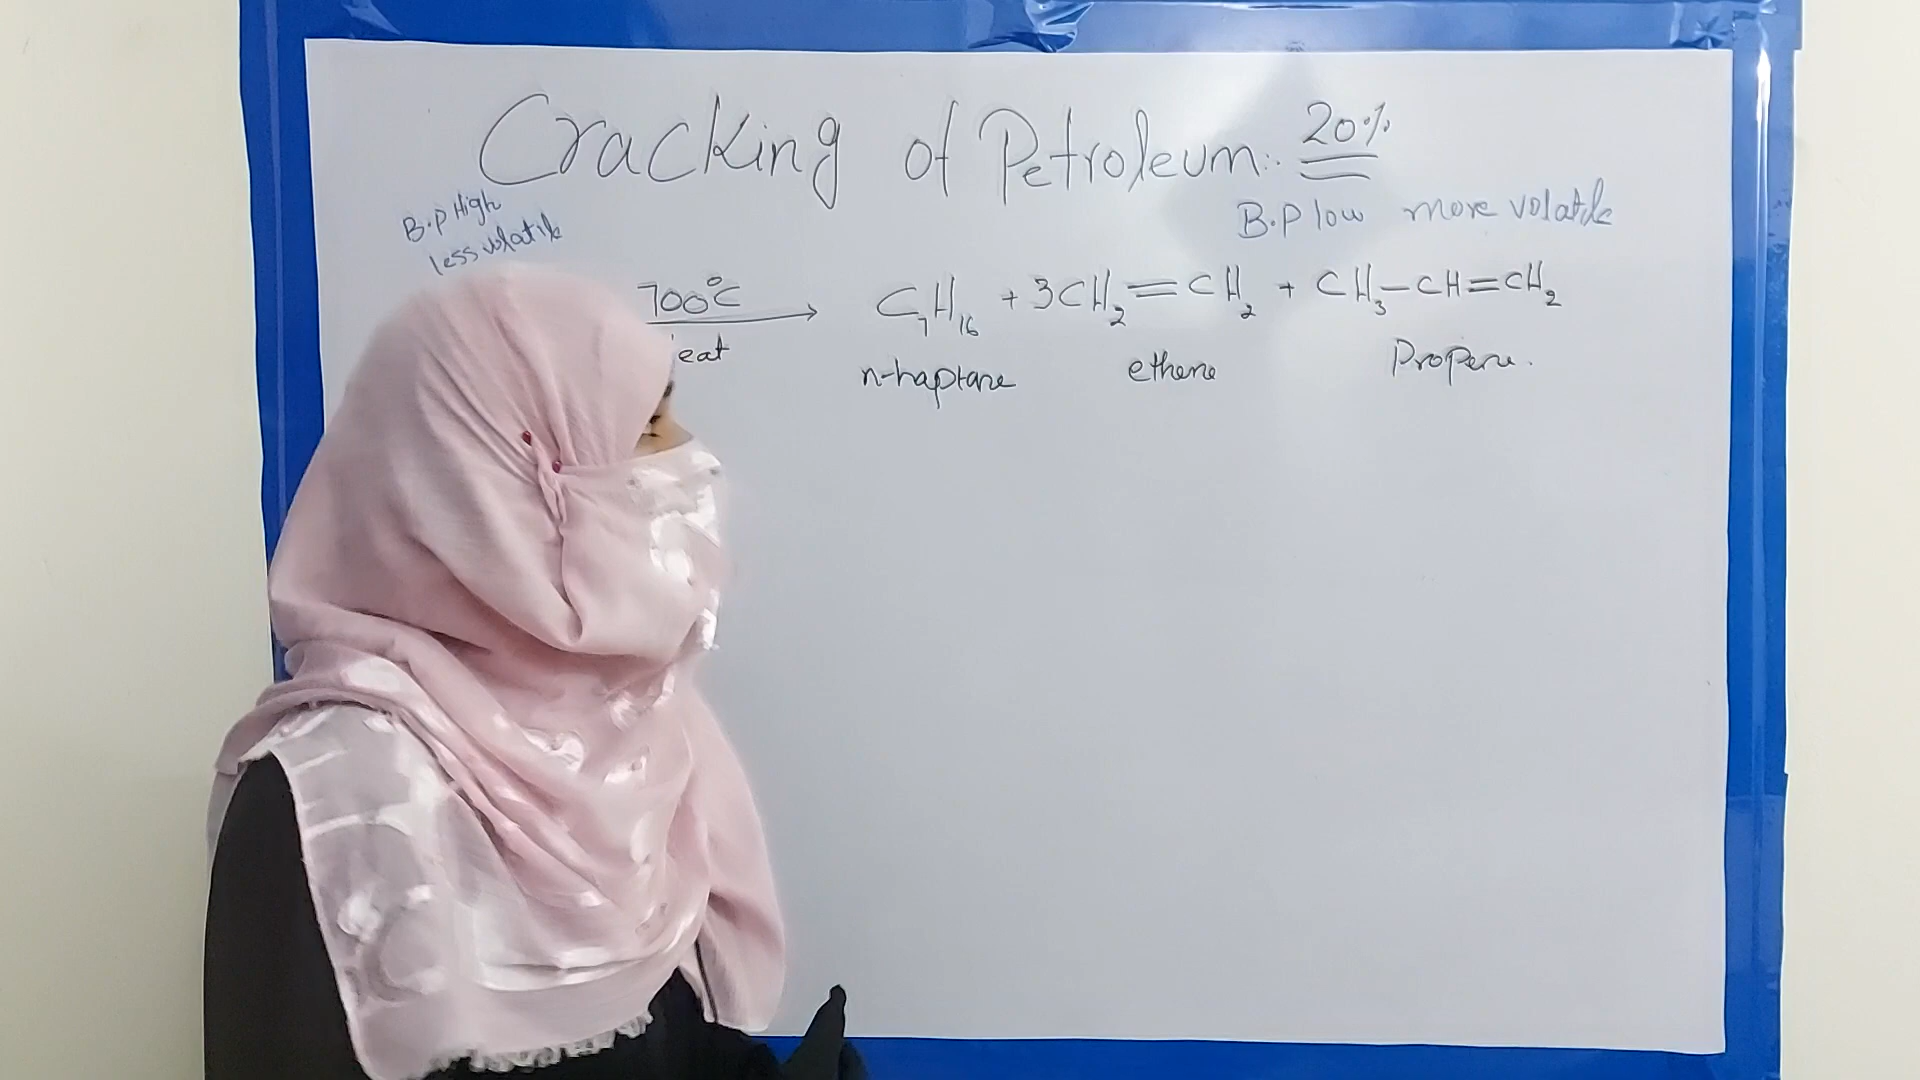 Cracking of Petroleum:. 20%
B.P High
less volatile
B.P low more volatile
700°C
eat
C₇H₁₆ + 3CH₂=CH₂ + CH₃-CH=CH₂
n-haptane ethene Propene.